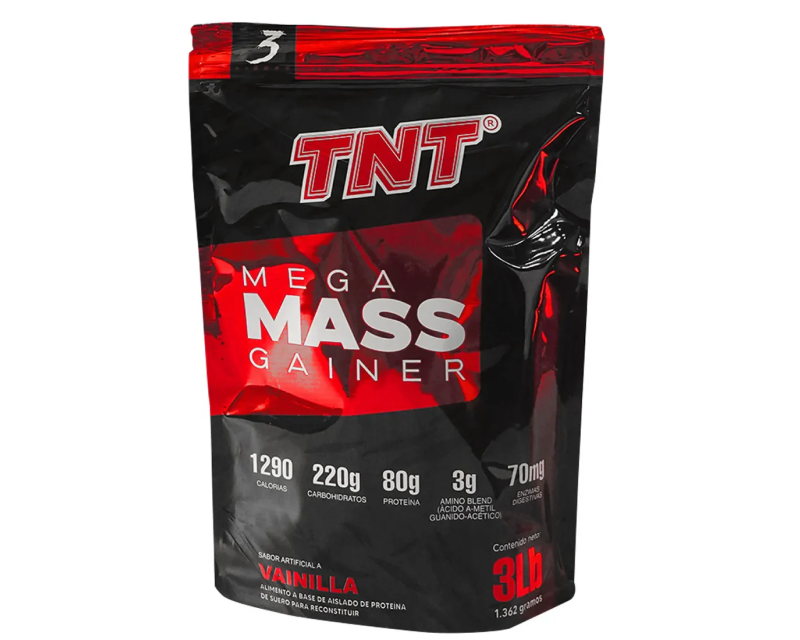 3
TNT®
MEGA
MASS
GAINER
1290
CALORIAS
220g
CARBOHIDRATOS
80g
PROTEÍNA
3g
AMINO BLEND
(ÁCIDO A-METIL
GUANIDO-ACÉTICO)
70mg
ENZIMAS
DIGESTIVAS
SABOR ARTIFICIAL A
VAINILLA
ALIMENTO A BASE DE AISLADO DE PROTEINA
DE SUERO PARA RECONSTITUIR
Contenido neto:
3Lb
1.362 gramos